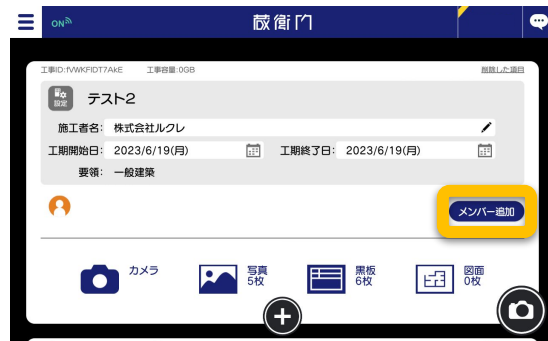 ON
蔵衛門
工事ID:fVWKFIDT7AkE 工事容量:0GB 削除した項目
設定 テスト2
施工者名: 株式会社ルクレ
工期開始日: 2023/6/19(月) 工期終了日: 2023/6/19(月)
要領: 一般建築
メンバー追加
カメラ 写真 黒板 図面
5枚 6枚 0枚